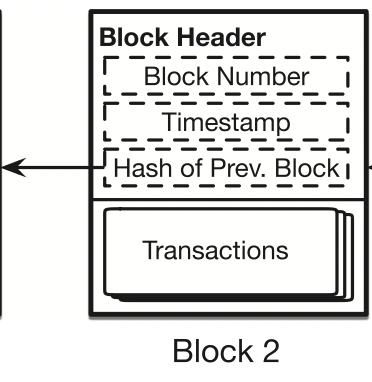 Block Header
Block Number
Timestamp
Hash of Prev. Block
Transactions
Block 2